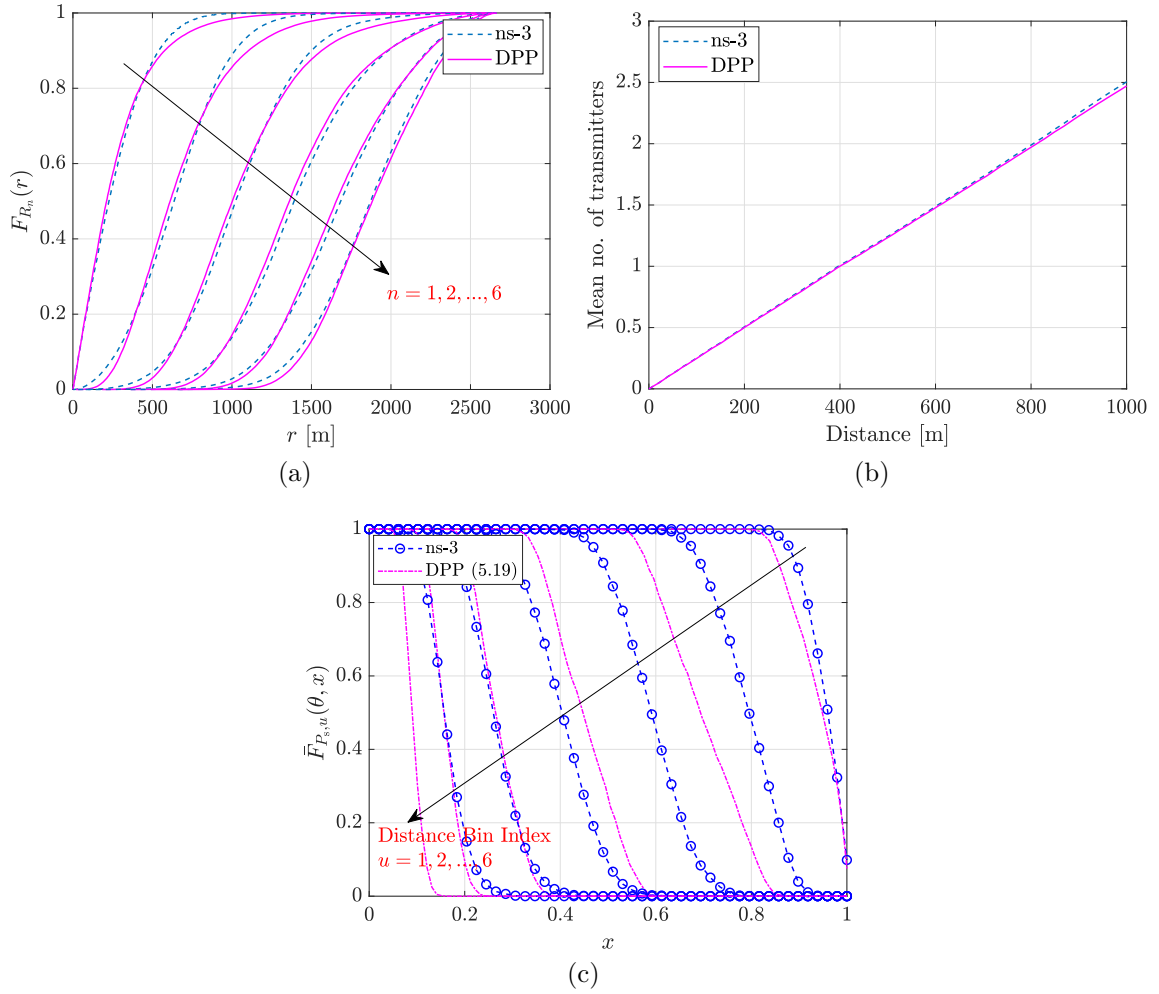 1
0.8
0.6
0.4
0.2
0
F_{R_n}(r)
ns-3
DPP
n = 1, 2, ..., 6
0 500 1000 1500 2000 2500 3000
r [m]
(a)
3
2.5
2
1.5
1
0.5
0
Mean no. of transmitters
ns-3
DPP
0 200 400 600 800 1000
Distance [m]
(b)
1
0.8
0.6
0.4
0.2
0
F̄_{P_s,u}(θ, x)
ns-3
DPP (5.19)
Distance Bin Index
u = 1, 2, ..., 6
0 0.2 0.4 0.6 0.8 1
x
(c)